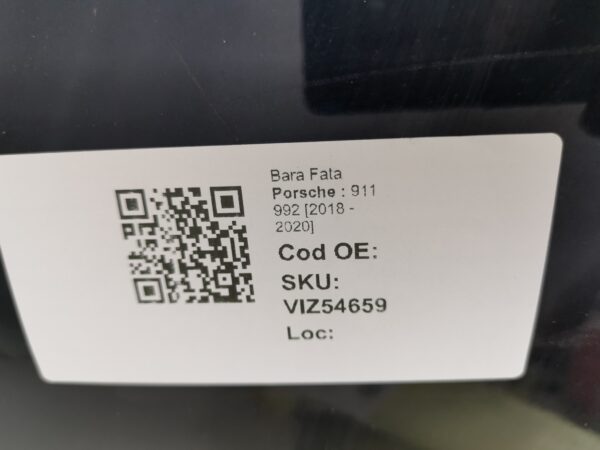 Bara Fata
Porsche : 911
992 [2018 -
2020]
Cod OE:
SKU:
VIZ54659
Loc: